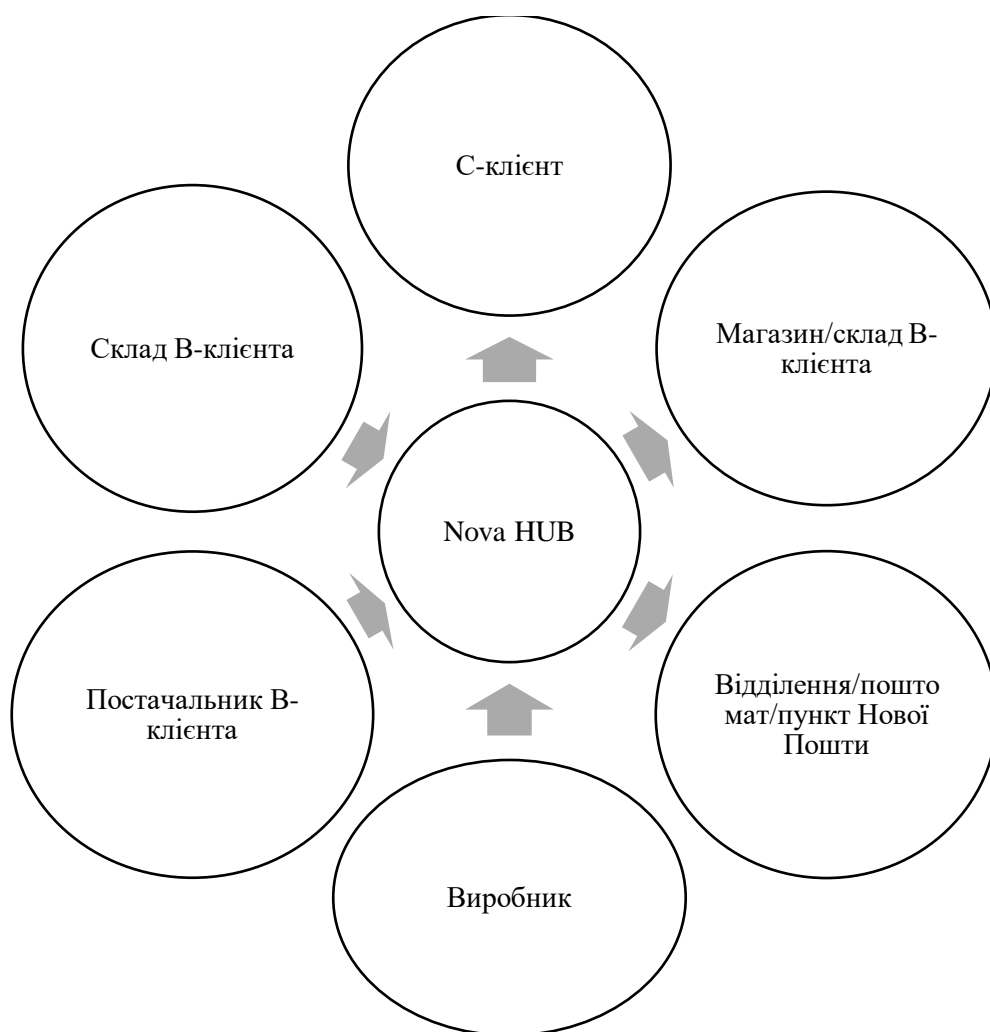 С-клієнт
Склад В-клієнта
Магазин/склад В-
клієнта
Nova HUB
Постачальник В-
клієнта
Відділення/пошто
мат/пункт Нової
Пошти
Виробник